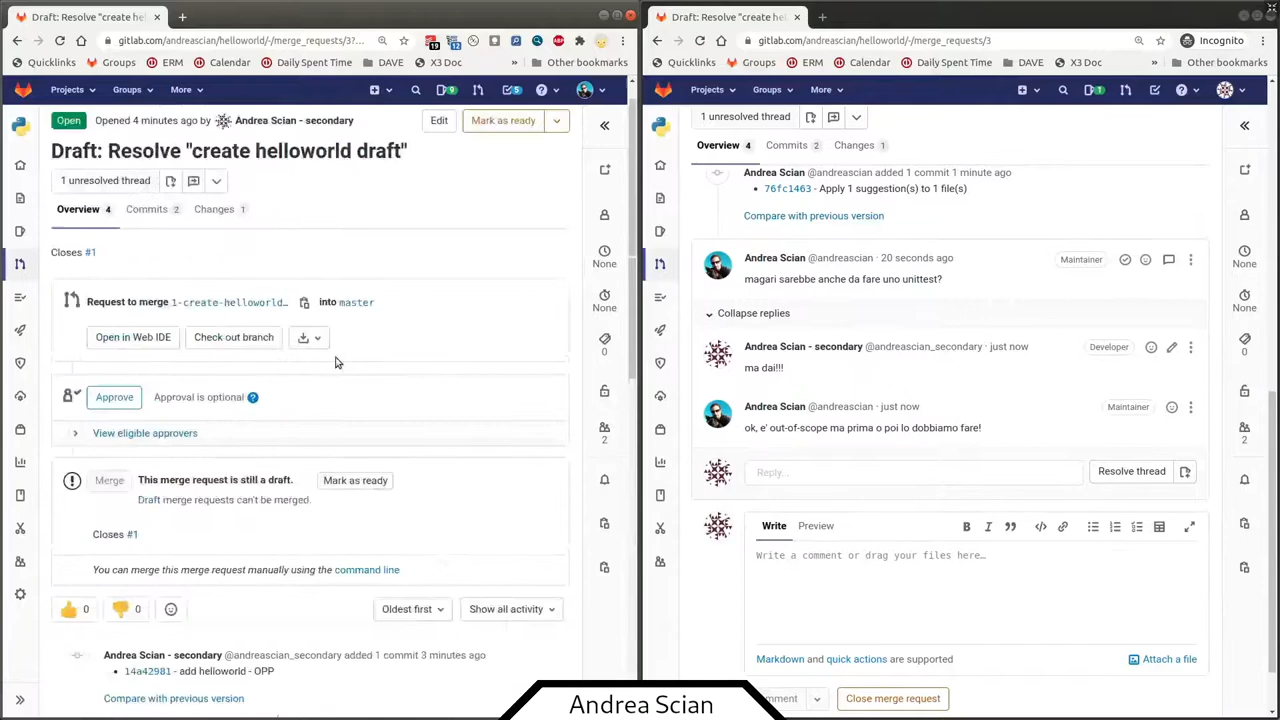 Draft: Resolve "create hel
gitlab.com/andreascian/helloworld/-/merge_requests/3?...
19
12
ABP
Quicklinks Groups ERM Calendar Daily Spent Time DAVE X3 Doc » Other bookmarks
Projects Groups More 9 5
Open Opened 4 minutes ago by Andrea Scian - secondary Edit Mark as ready
Draft: Resolve "create helloworld draft"
1 unresolved thread
Overview 4 Commits 2 Changes 1
Closes #1
None
Request to merge 1-create-helloworld… into master
None
Open in Web IDE Check out branch
0
Approve Approval is optional
View eligible approvers
2
Merge This merge request is still a draft. Mark as ready
Draft merge requests can't be merged.
Closes #1
You can merge this merge request manually using the command line
0 0 Oldest first Show all activity
Andrea Scian - secondary @andreascian_secondary added 1 commit 3 minutes ago
14a42981 - add helloworld - OPP
Compare with previous version
Draft: Resolve "create hel
gitlab.com/andreascian/helloworld/-/merge_requests/3 Incognito
Quicklinks Groups ERM Calendar Daily Spent Time DAVE X3 Doc » Other bookmarks
Projects Groups More 1
1 unresolved thread
Overview 4 Commits 2 Changes 1
Andrea Scian @andreascian added 1 commit 1 minute ago
76fc1463 - Apply 1 suggestion(s) to 1 file(s)
Compare with previous version
Andrea Scian @andreascian · 20 seconds ago Maintainer
None
magari sarebbe anche da fare uno unittest?
None
Collapse replies
Andrea Scian - secondary @andreascian_secondary · just now Developer
0
ma dai!!!
Andrea Scian @andreascian · just now Maintainer
ok, e' out-of-scope ma prima o poi lo dobbiamo fare!
2
Reply… Resolve thread
Write Preview
Write a comment or drag your files here…
Markdown and quick actions are supported Attach a file
omment Close merge request
Andrea Scian